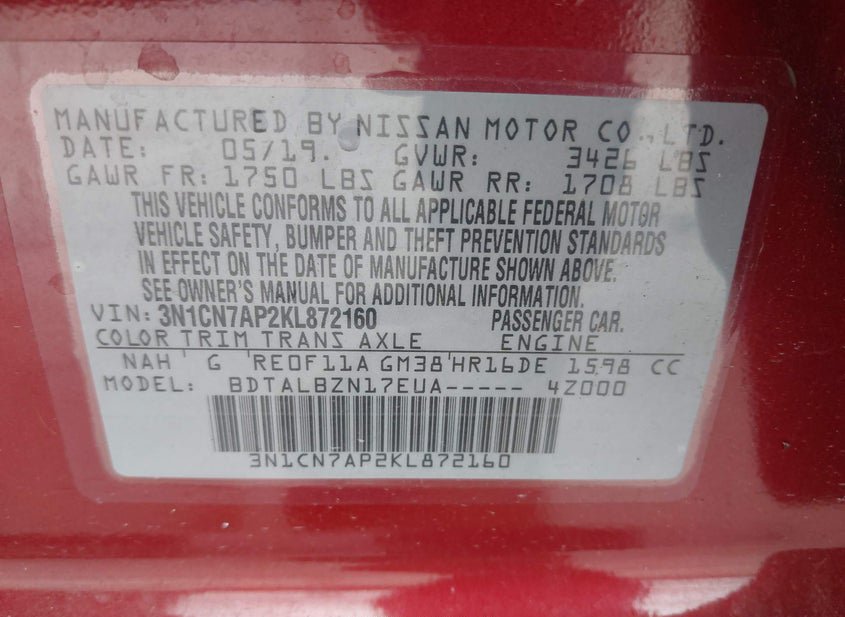 MANUFACTURED BY NISSAN MOTOR CO., LTD.
DATE: 05/19. GVWR: 3426 LBS
GAWR FR: 1750 LBS GAWR RR: 1708 LBS
THIS VEHICLE CONFORMS TO ALL APPLICABLE FEDERAL MOTOR
VEHICLE SAFETY, BUMPER AND THEFT PREVENTION STANDARDS
IN EFFECT ON THE DATE OF MANUFACTURE SHOWN ABOVE.
SEE OWNER'S MANUAL FOR ADDITIONAL INFORMATION.
VIN: 3N1CN7AP2KL872160 PASSENGER CAR.
COLOR TRIM TRANS AXLE ENGINE
NAH G RE0F11A GM38 HR16DE 1598 CC
MODEL: BDTALBZN17EUA----- 4Z000
3N1CN7AP2KL872160